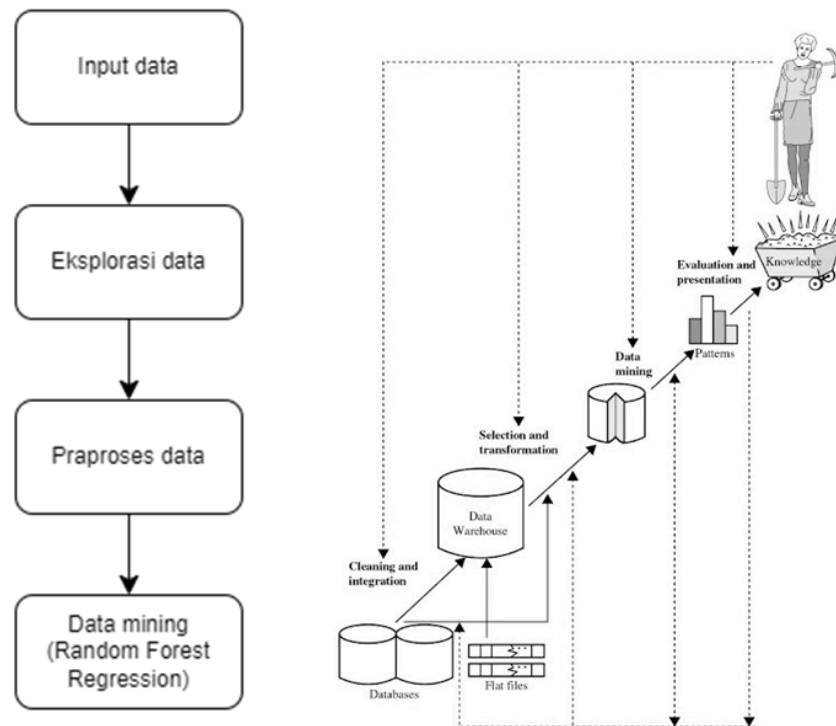 Input data
Eksplorasi data
Praproses data
Data mining
(Random Forest
Regression)
Evaluation and
presentation
Knowledge
Patterns
Data
mining
Selection and
transformation
Data
Warehouse
Cleaning and
integration
Databases
Flat files